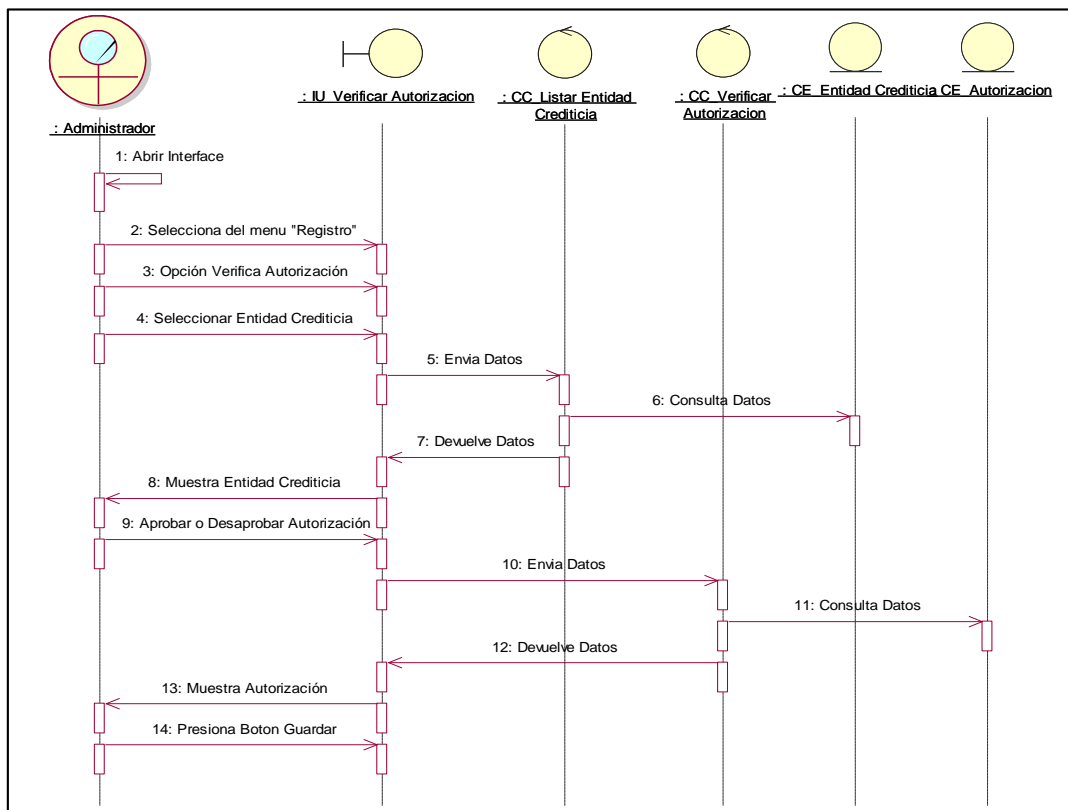 : Administrador
: IU_Verificar Autorizacion
: CC_Listar Entidad
Crediticia
: CC_Verificar
Autorizacion
: CE_Entidad Crediticia
CE_Autorizacion
1: Abrir Interface
2: Selecciona del menu "Registro"
3: Opción Verifica Autorización
4: Seleccionar Entidad Crediticia
5: Envia Datos
6: Consulta Datos
7: Devuelve Datos
8: Muestra Entidad Crediticia
9: Aprobar o Desaprobar Autorización
10: Envia Datos
11: Consulta Datos
12: Devuelve Datos
13: Muestra Autorización
14: Presiona Boton Guardar